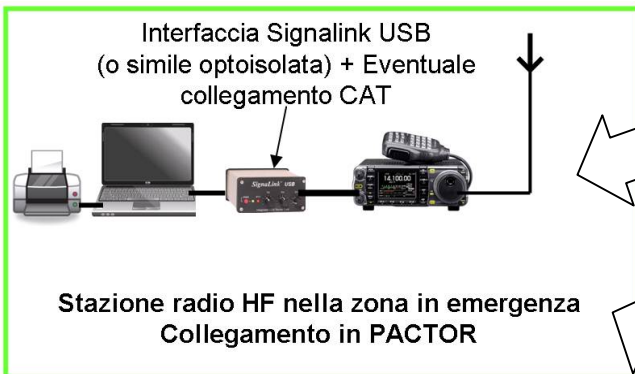 Interfaccia Signalink USB
(o simile optoisolata) + Eventuale
collegamento CAT
SignaLink USB
14.100.00
Stazione radio HF nella zona in emergenza
Collegamento in PACTOR